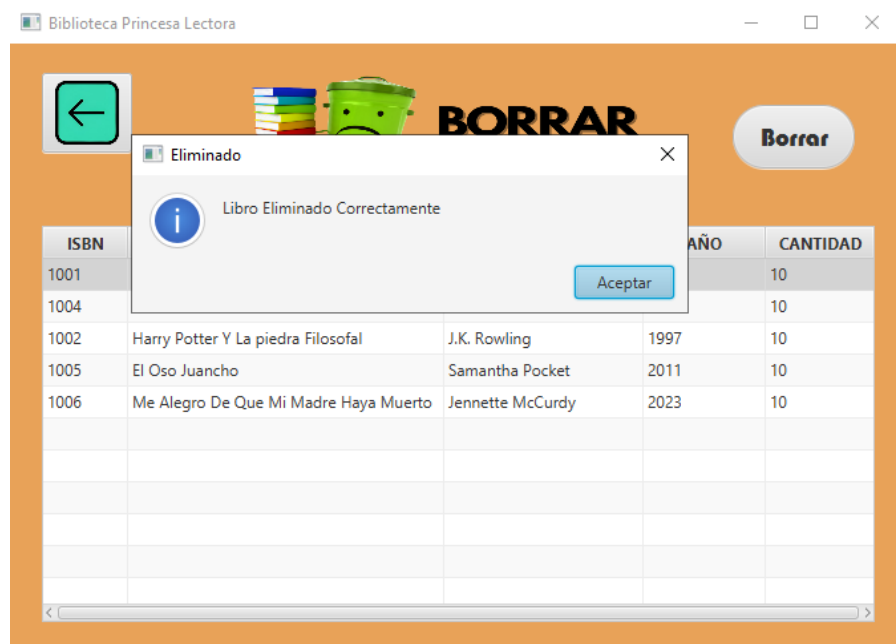 Biblioteca Princesa Lectora
BORRAR
Borrar
Eliminado
Libro Eliminado Correctamente
Aceptar
ISBN AÑO CANTIDAD
1001 10
1004 10
1002 Harry Potter Y La piedra Filosofal J.K. Rowling 1997 10
1005 El Oso Juancho Samantha Pocket 2011 10
1006 Me Alegro De Que Mi Madre Haya Muerto Jennette McCurdy 2023 10